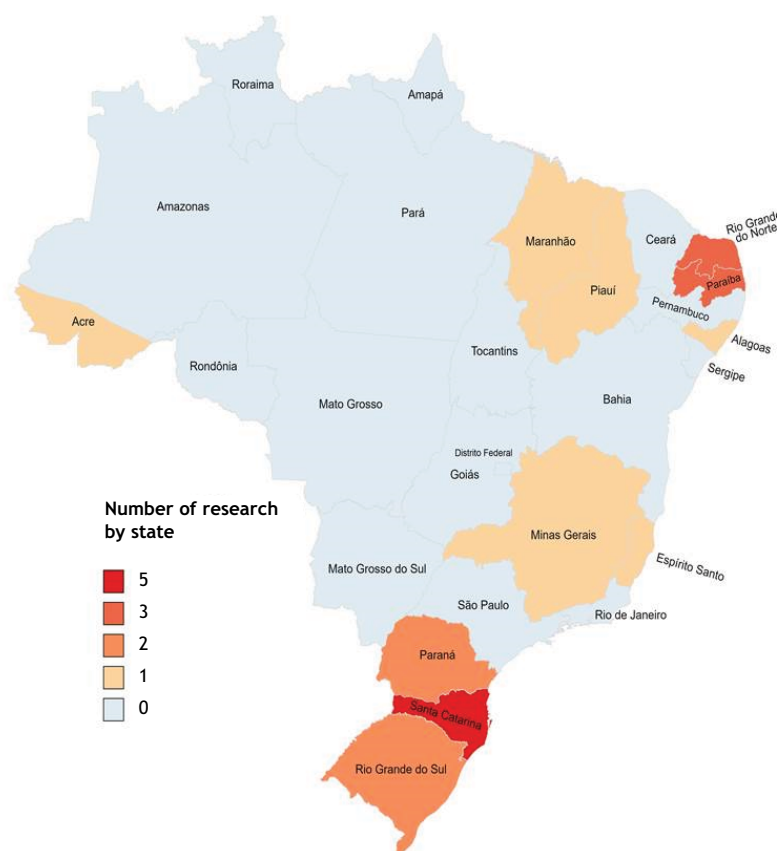 Roraima
Amapá
Amazonas
Pará
Maranhão
Ceará
Rio Grande
do Norte
Paraíba
Piauí
Pernambuco
Acre
Alagoas
Rondônia
Tocantins
Sergipe
Mato Grosso
Bahia
Distrito Federal
Goiás
Minas Gerais
Espírito Santo
Mato Grosso do Sul
São Paulo
Rio de Janeiro
Paraná
Santa Catarina
Rio Grande do Sul
Number of research
by state
5
3
2
1
0